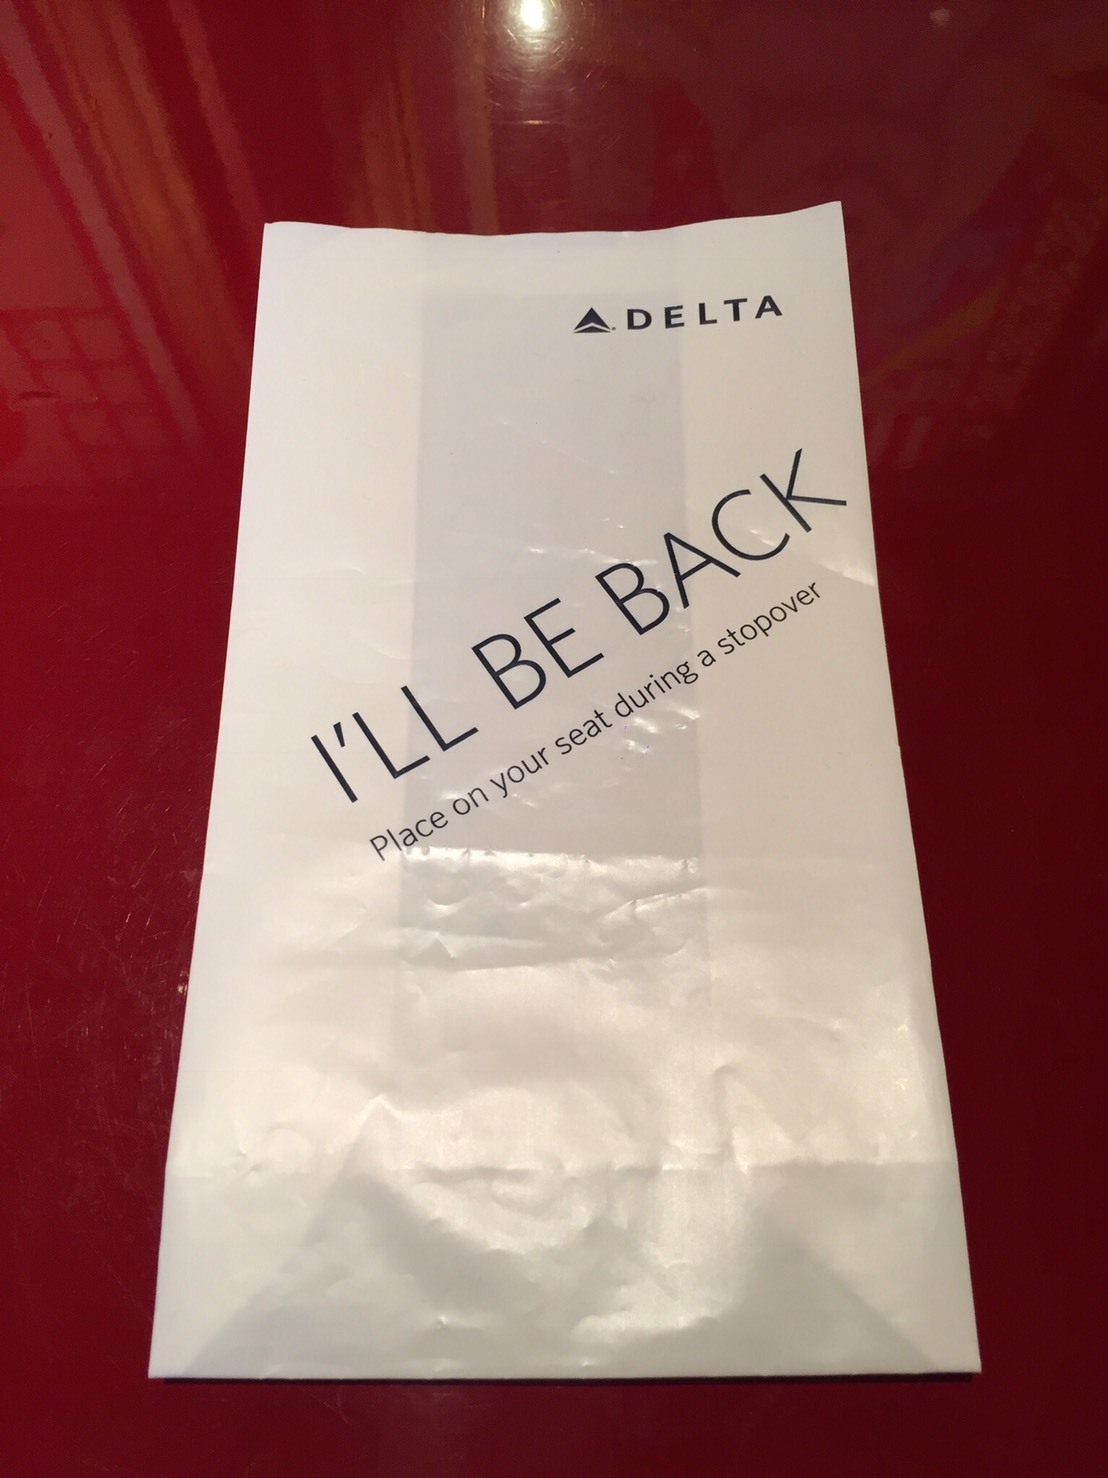 DELTA
I'LL BE BACK
Place on your seat during a stopover